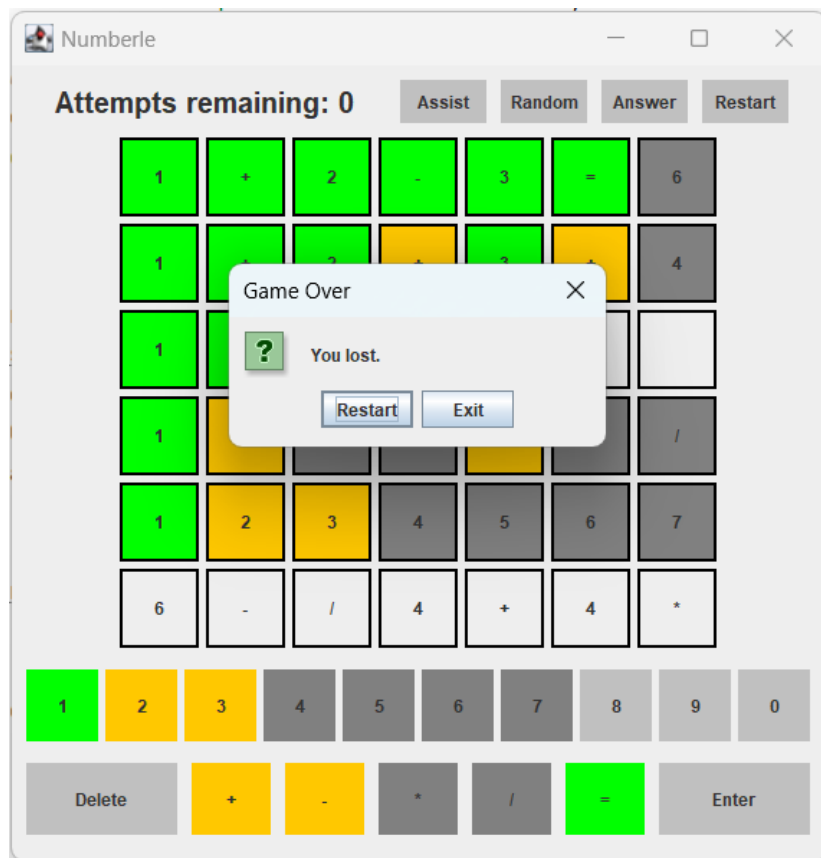 Numberle
Attempts remaining: 0 Assist Random Answer Restart
1 + 2 - 3 = 6
1 + 2 + 3 + 4
Game Over
1
? You lost.
Restart Exit
1 /
1 2 3 4 5 6 7
6 - / 4 + 4 *
1 2 3 4 5 6 7 8 9 0
Delete + - * / = Enter